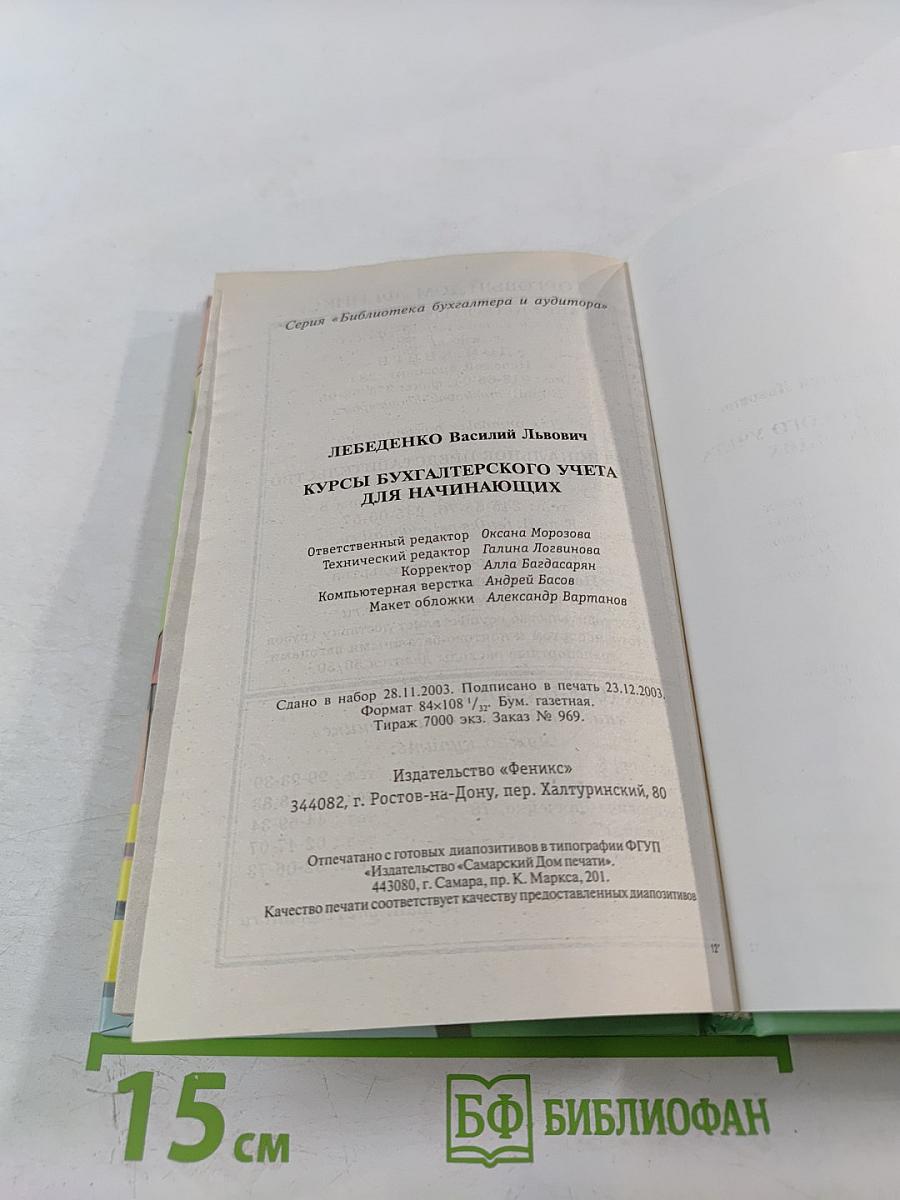 Серия «Библиотека бухгалтера и аудитора»
ЛЕБЕДЕНКО Василий Львович
КУРСЫ БУХГАЛТЕРСКОГО УЧЕТА
ДЛЯ НАЧИНАЮЩИХ
Ответственный редактор Оксана Морозова
Технический редактор Галина Логвинова
Корректор Алла Багдасарян
Компьютерная верстка Андрей Басов
Макет обложки Александр Вартанов
Сдано в набор 28.11.2003. Подписано в печать 23.12.2003.
Формат 84×108 1/32. Бум. газетная.
Тираж 7000 экз. Заказ № 969.
Издательство «Феникс»
344082, г. Ростов-на-Дону, пер. Халтуринский, 80
Отпечатано с готовых диапозитивов в типографии ФГУП
«Издательство «Самарский Дом печати».
443080, г. Самара, пр. К. Маркса, 201.
Качество печати соответствует качеству предоставленных диапозитивов
12*
15 см
БФ БИБЛИОФАН